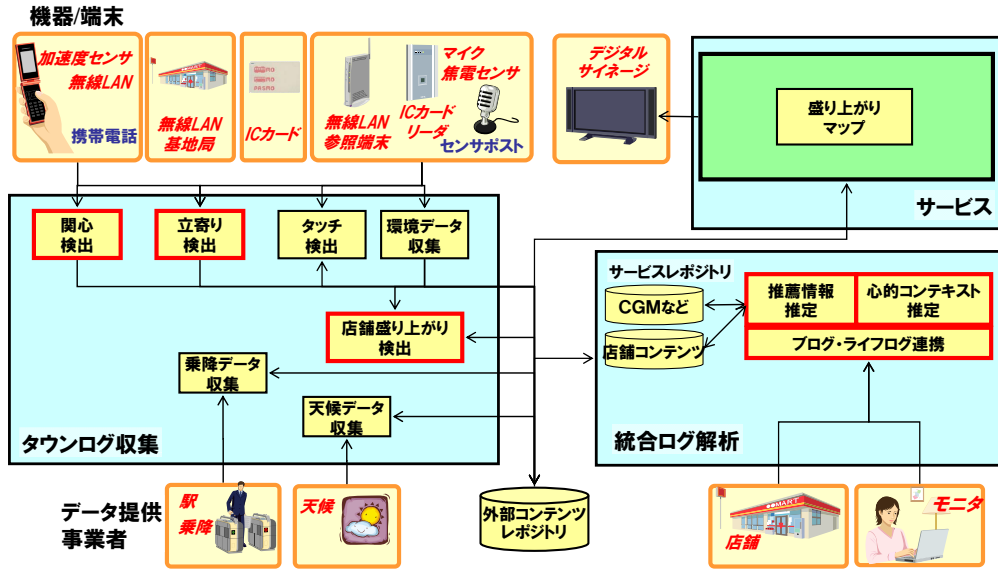 機器/端末
加速度センサ
無線LAN
携帯電話
無線LAN
基地局
ICカード
マイク
焦電センサ
無線LAN
参照端末
ICカード
リーダ
センサポスト
デジタル
サイネージ
盛り上がり
マップ
サービス
関心
検出
立寄り
検出
タッチ
検出
環境データ
収集
店舗盛り上がり
検出
乗降データ
収集
天候データ
収集
タウンログ収集
サービスレポジトリ
CGMなど
店舗コンテンツ
推薦情報
推定
心的コンテキスト
推定
ブログ・ライフログ連携
統合ログ解析
データ提供
事業者
駅
乗降
天候
外部コンテンツ
レポジトリ
店舗
モニタ